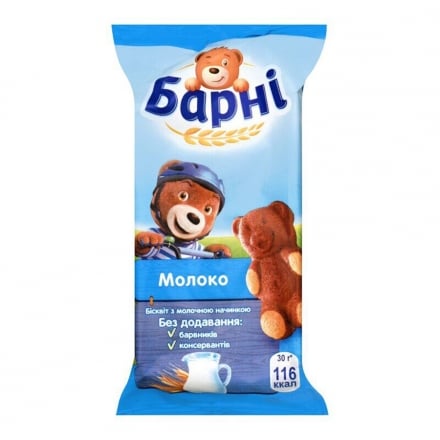 Барні
Молоко
Бісквіт з молочною начинкою
Без додавання:
✓ барвників
✓ консервантів
30 г*
116
ккал